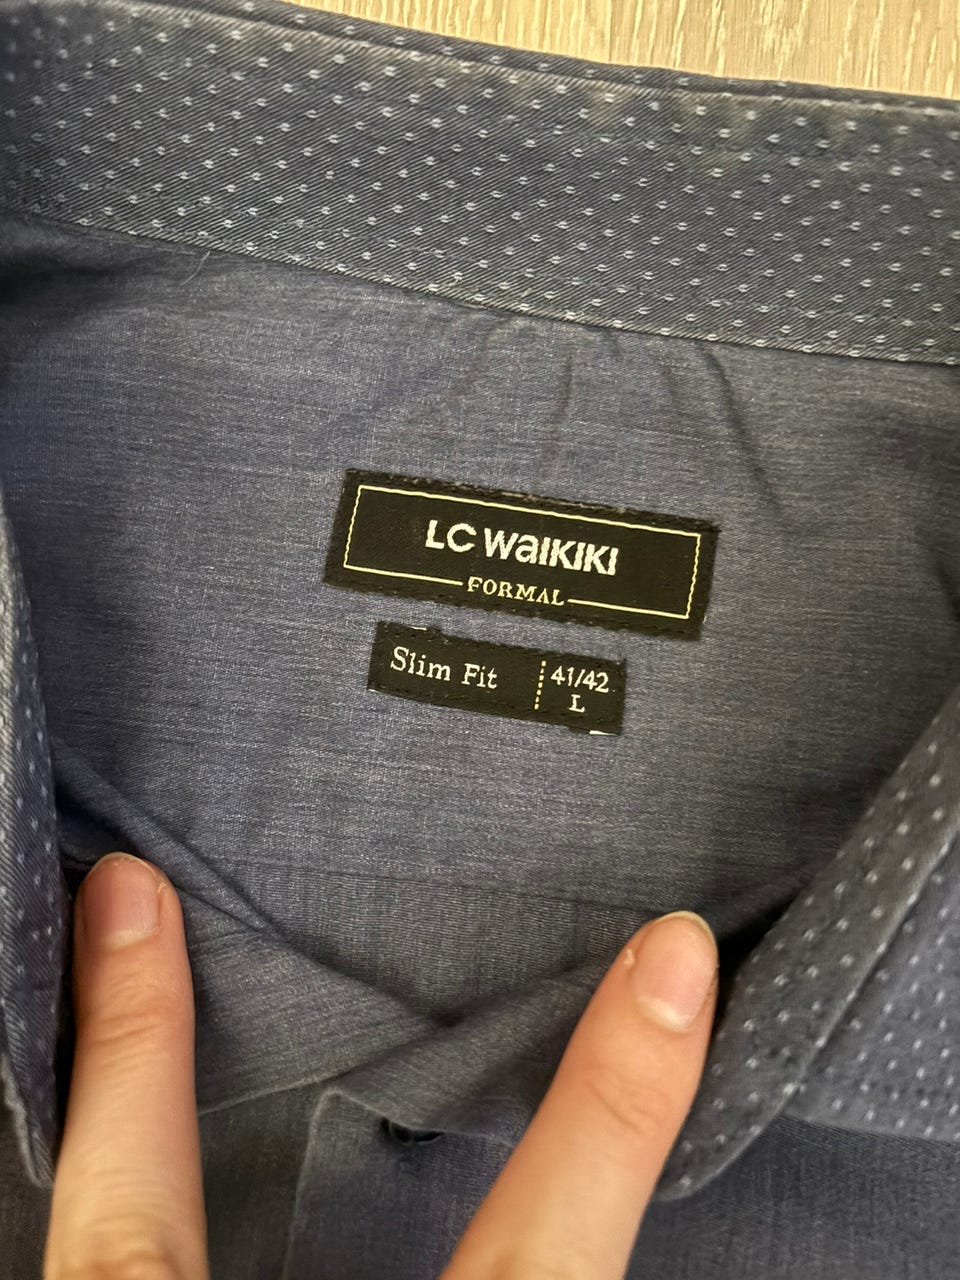 LC WAIKIKI
FORMAL
Slim Fit
41/42
L